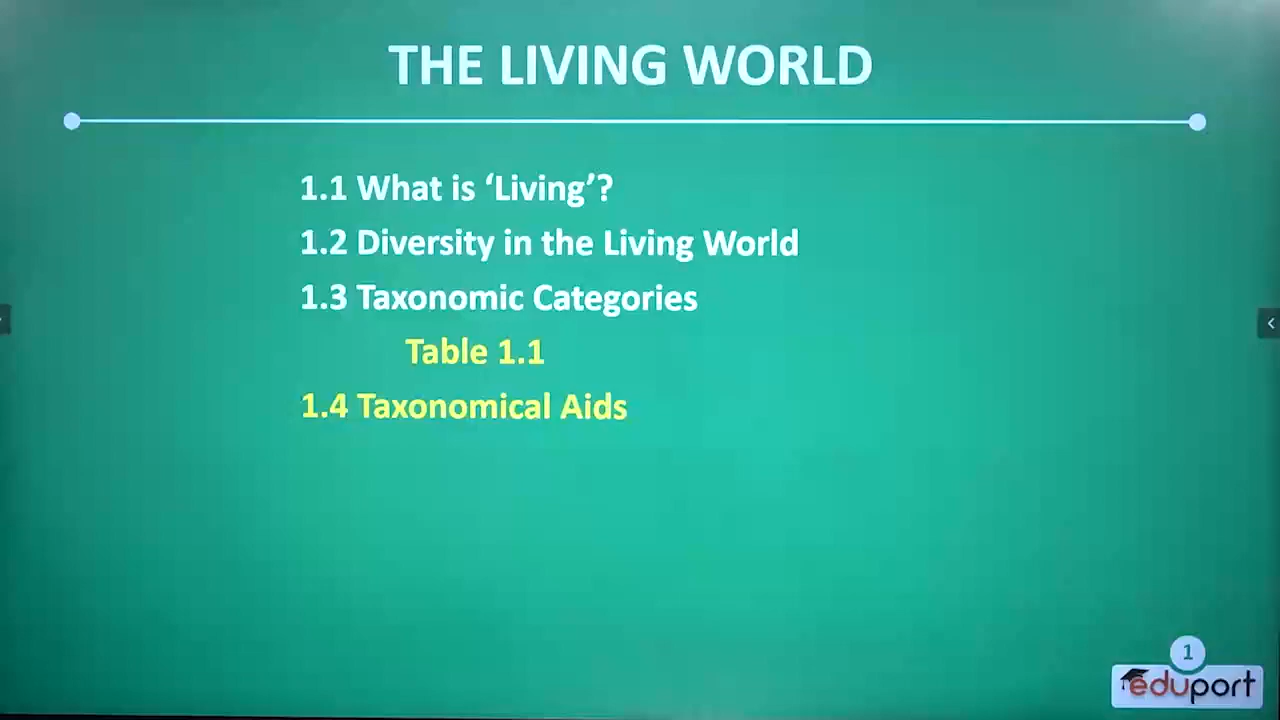 THE LIVING WORLD
1.1 What is ‘Living’?
1.2 Diversity in the Living World
1.3 Taxonomic Categories
Table 1.1
1.4 Taxonomical Aids
1
eduport